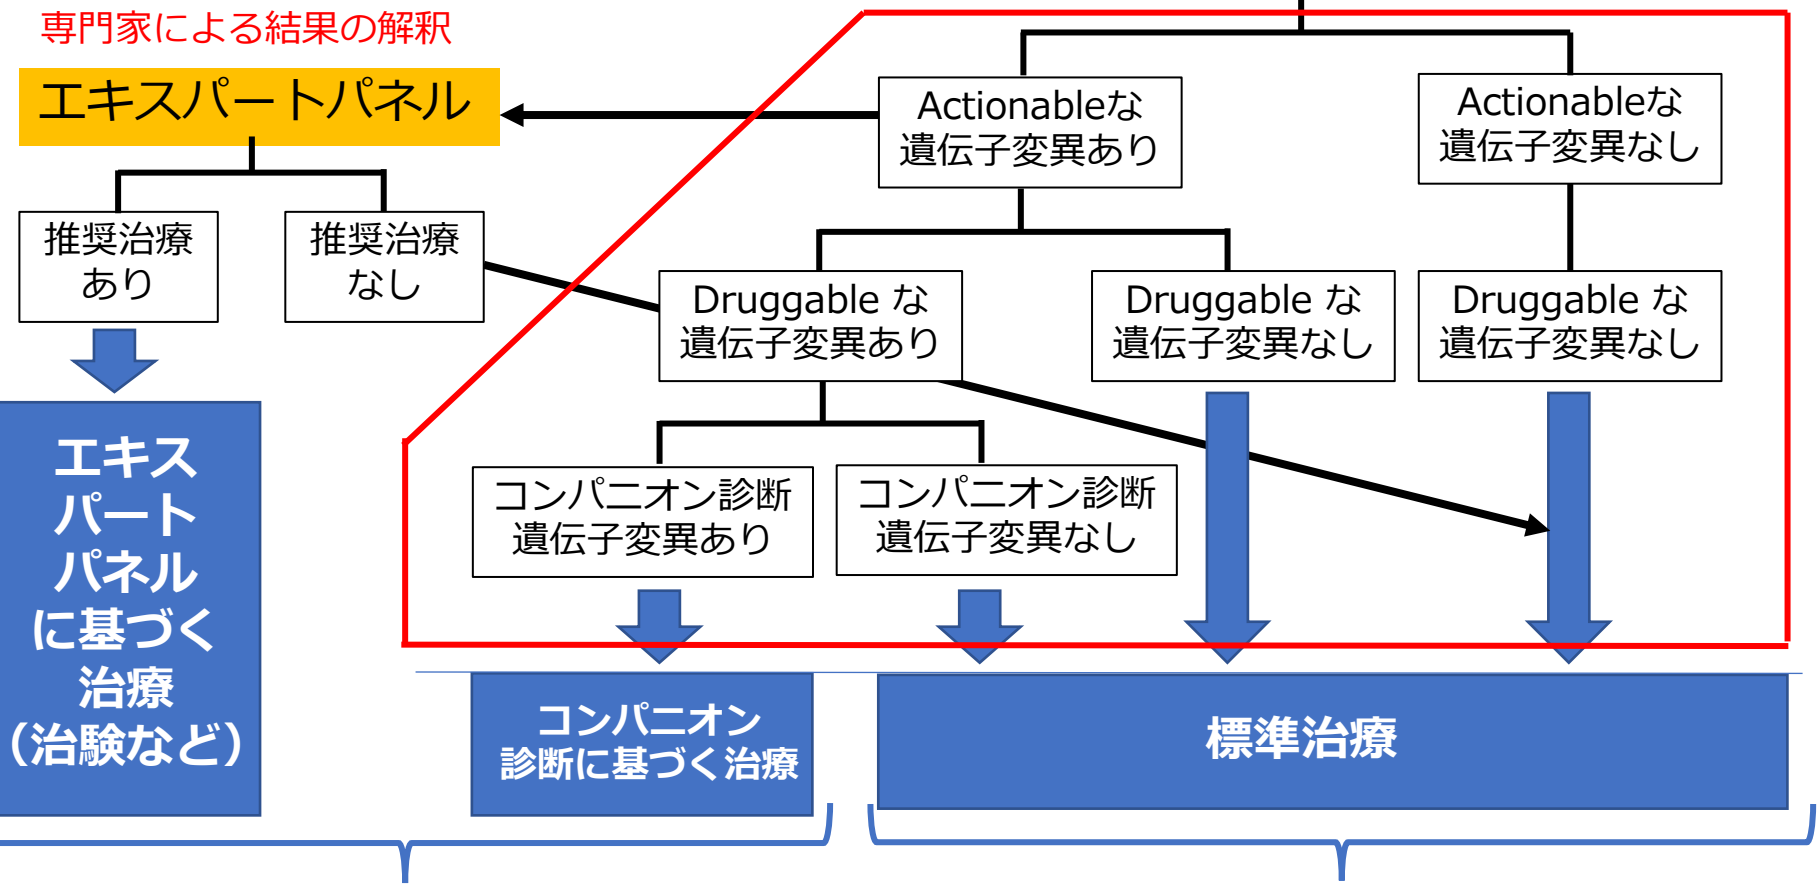 専門家による結果の解釈
エキスパートパネル
Actionableな
遺伝子変異あり
Actionableな
遺伝子変異なし
推奨治療
あり
推奨治療
なし
Druggable な
遺伝子変異あり
Druggable な
遺伝子変異なし
Druggable な
遺伝子変異なし
エキス
パート
パネル
に基づく
治療
（治験など）
コンパニオン診断
遺伝子変異あり
コンパニオン診断
遺伝子変異なし
コンパニオン
診断に基づく治療
標準治療